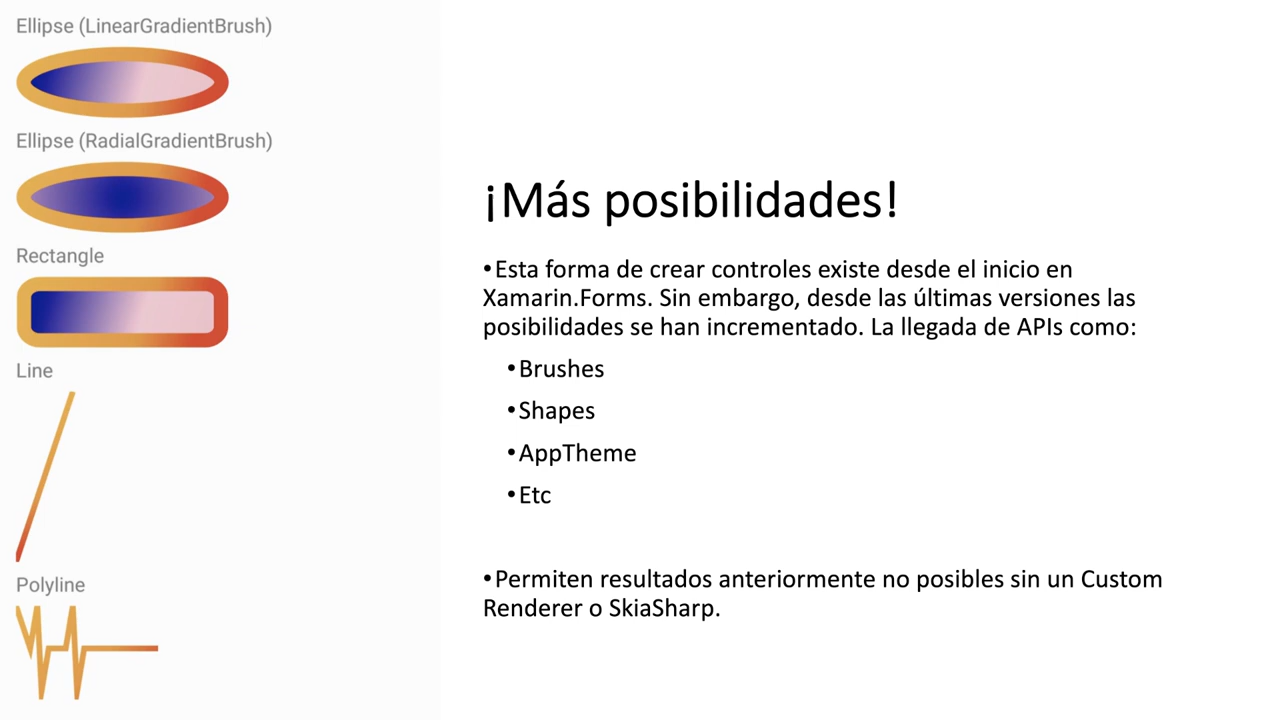 Ellipse (LinearGradientBrush)
Ellipse (RadialGradientBrush)
Rectangle
Line
Polyline
¡Más posibilidades!
•Esta forma de crear controles existe desde el inicio en
Xamarin.Forms. Sin embargo, desde las últimas versiones las
posibilidades se han incrementado. La llegada de APIs como:
•Brushes
•Shapes
•AppTheme
•Etc
•Permiten resultados anteriormente no posibles sin un Custom
Renderer o SkiaSharp.